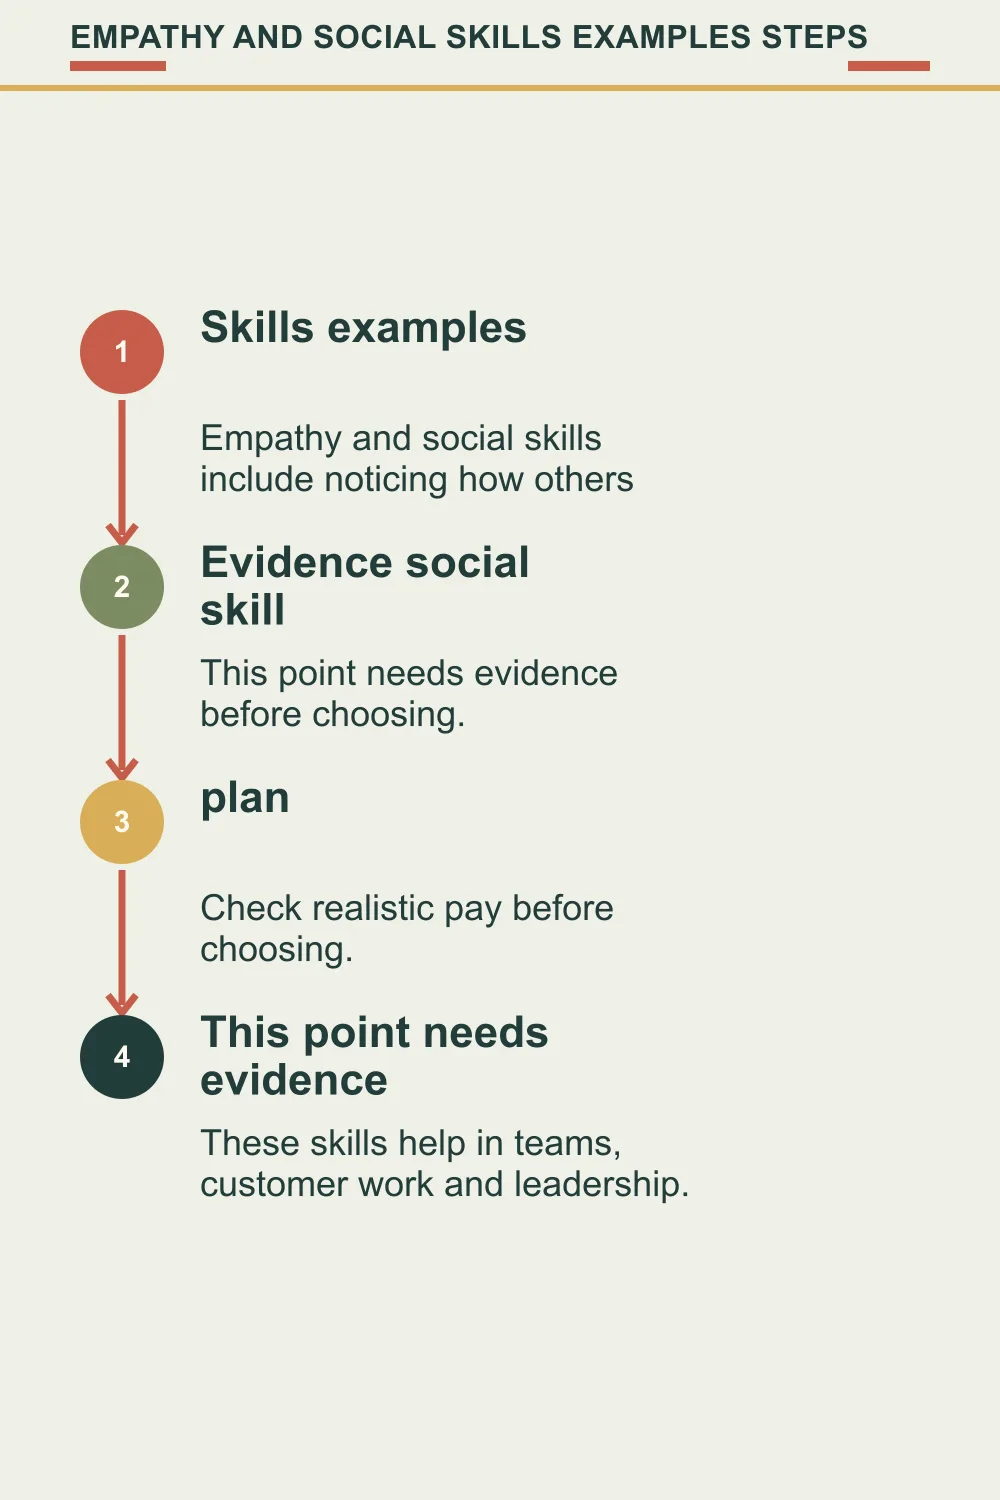 EMPATHY AND SOCIAL SKILLS EXAMPLES STEPS
1
Skills examples
Empathy and social skills
include noticing how others
2
Evidence social
skill
This point needs evidence
before choosing.
3
plan
Check realistic pay before
choosing.
4
This point needs
evidence
These skills help in teams,
customer work and leadership.